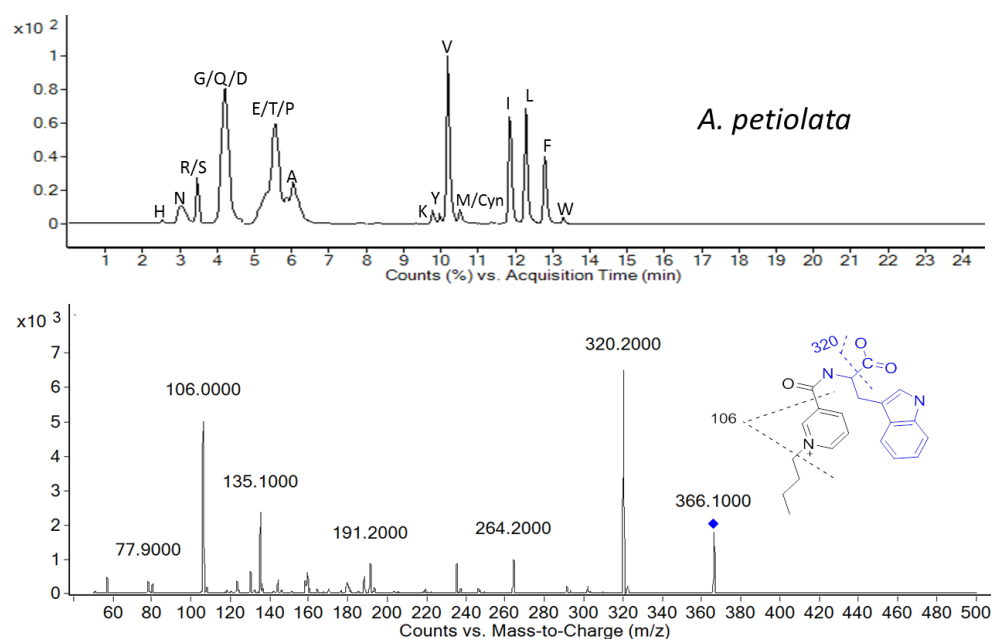 x10 2
1
0.8
0.6
0.4
0.2
0
H
N
R/S
G/Q/D
E/T/P
A
K
Y
V
M/Cyn
I
L
F
W
A. petiolata
1 2 3 4 5 6 7 8 9 10 11 12 13 14 15 16 17 18 19 20 21 22 23 24
Counts (%) vs. Acquisition Time (min)
x10 3
7
6
5
4
3
2
1
0
77.9000
106.0000
135.1000
191.2000
264.2000
320.2000
366.1000
320
O
C
O
N
O
N
106
N
+
60 80 100 120 140 160 180 200 220 240 260 280 300 320 340 360 380 400 420 440 460 480 500
Counts vs. Mass-to-Charge (m/z)